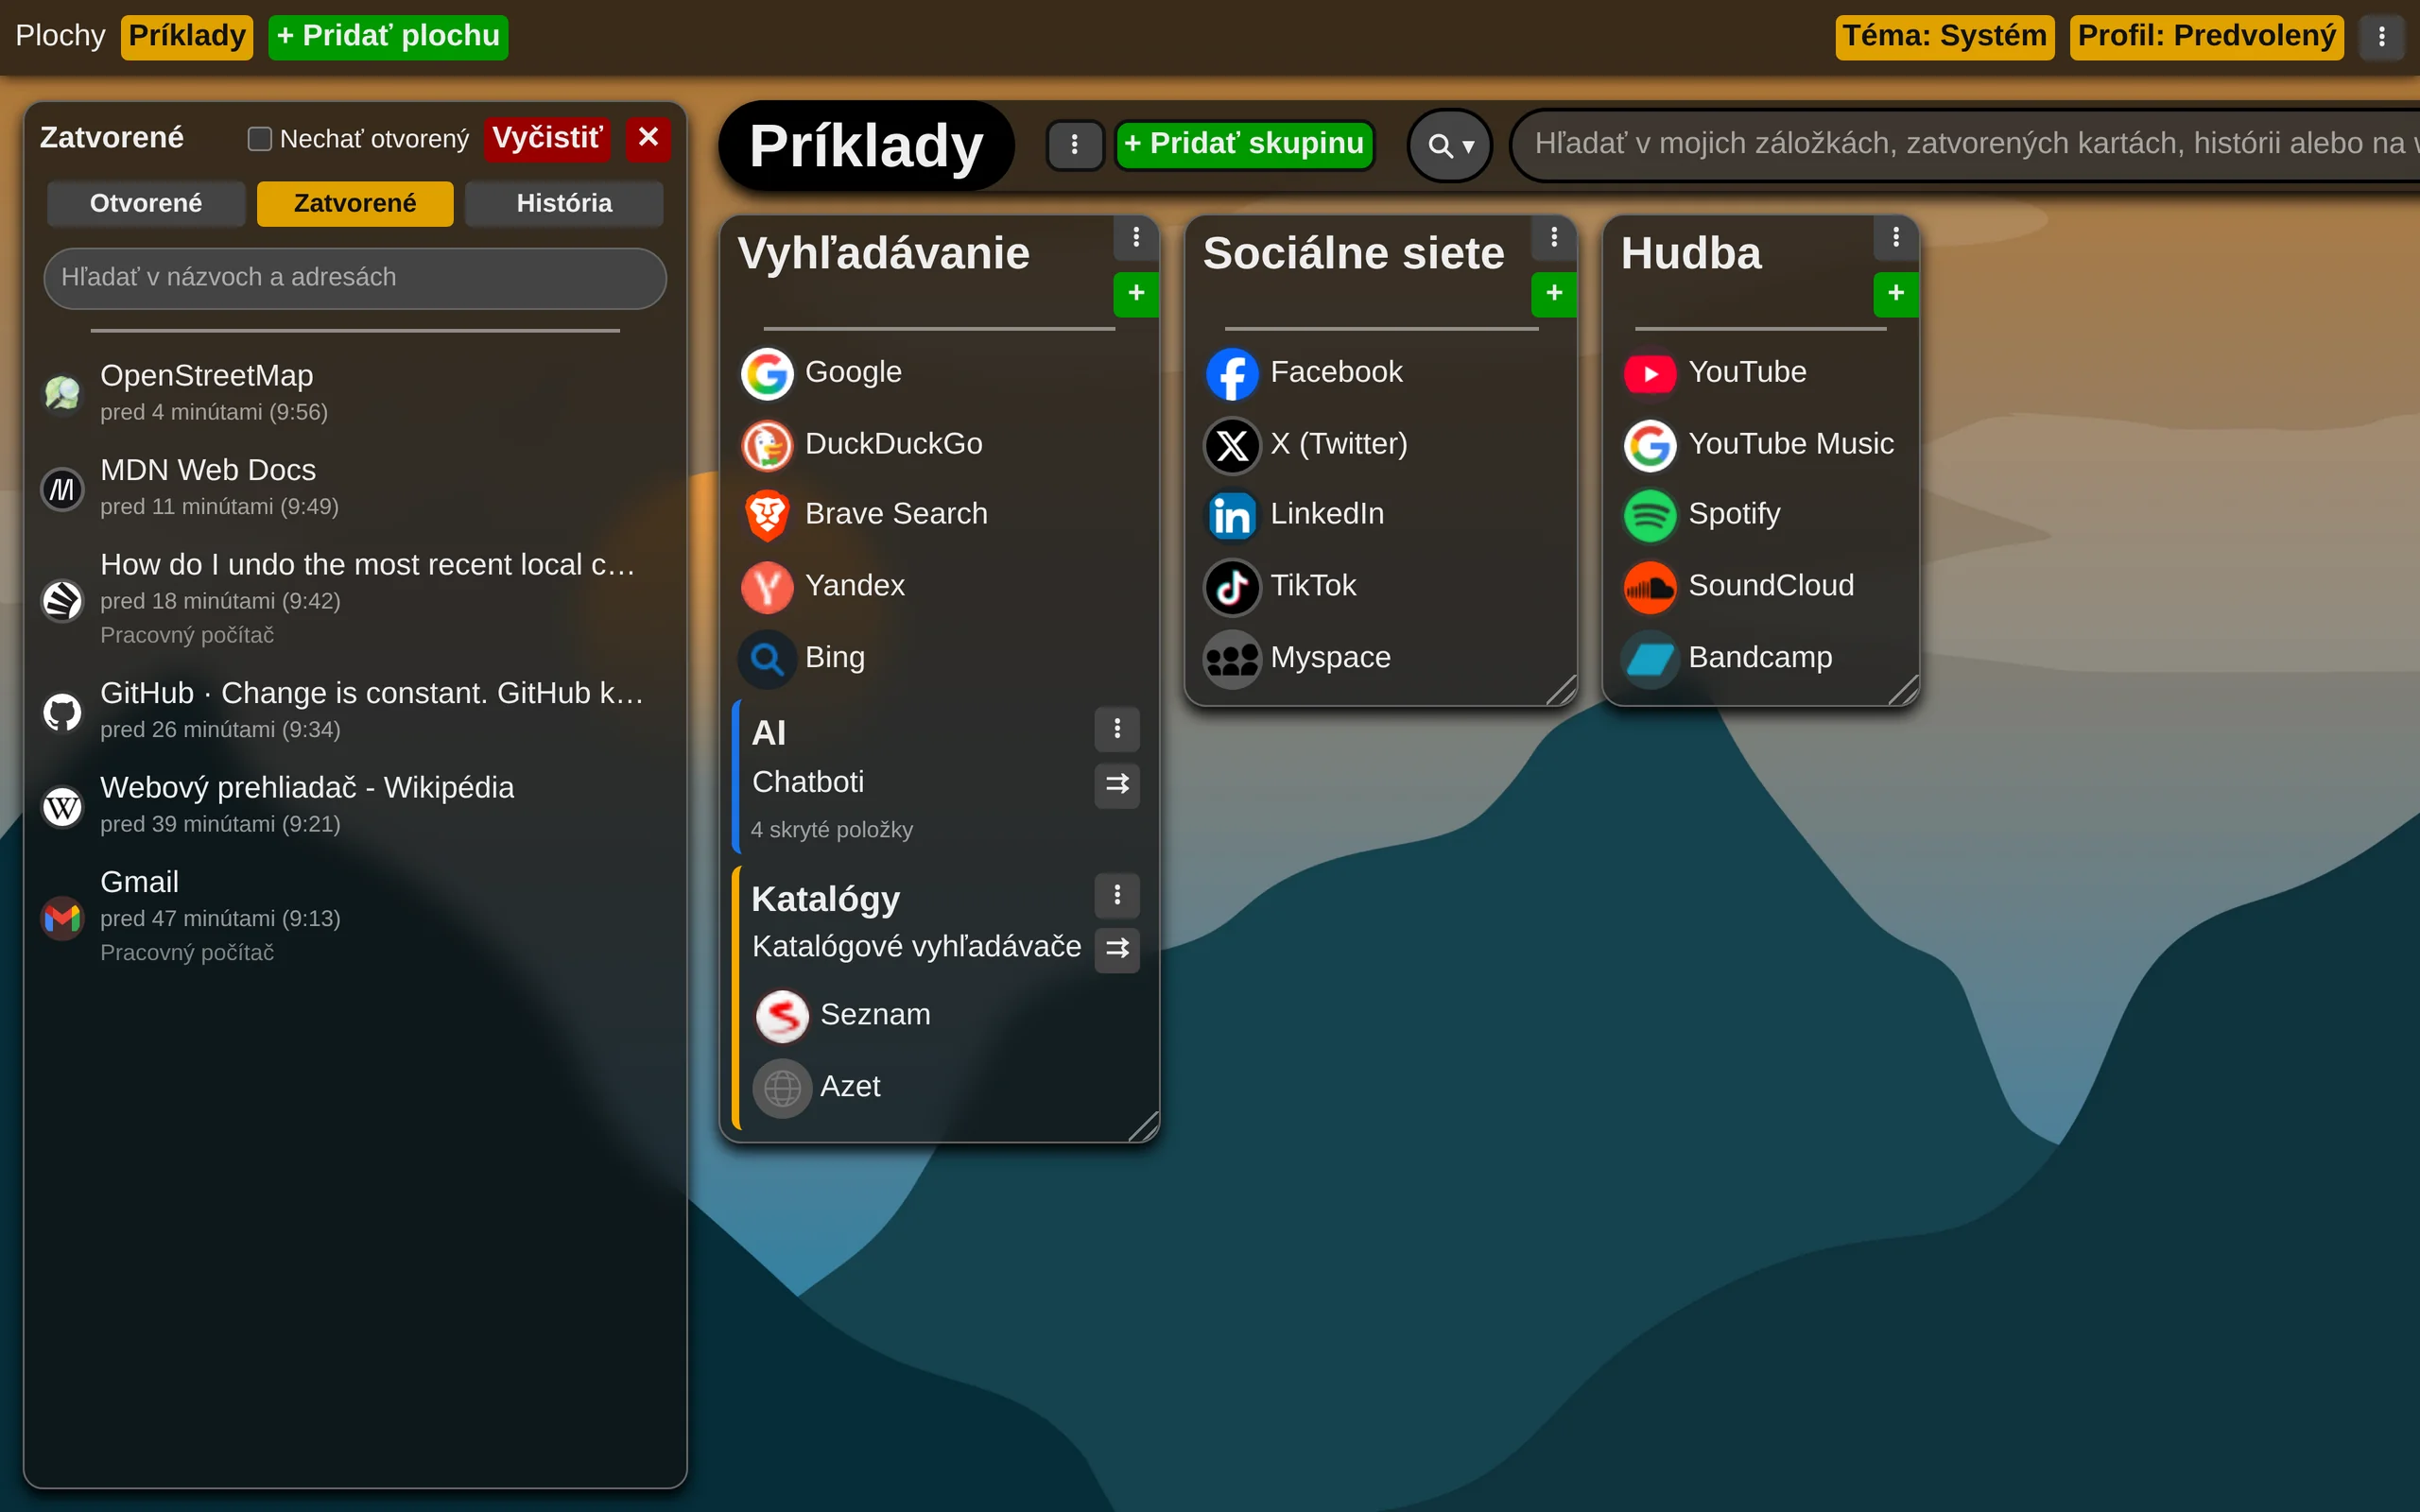 Plochy Príklady + Pridať plochu Téma: Systém Profil: Predvolený
Zatvorené Nechať otvorený Vyčistiť
Otvorené Zatvorené História
Hľadať v názvoch a adresách
OpenStreetMap
pred 4 minútami (9:56)
MDN Web Docs
pred 11 minútami (9:49)
How do I undo the most recent local c…
pred 18 minútami (9:42)
Pracovný počítač
GitHub · Change is constant. GitHub k…
pred 26 minútami (9:34)
Webový prehliadač - Wikipédia
pred 39 minútami (9:21)
Gmail
pred 47 minútami (9:13)
Pracovný počítač
Príklady + Pridať skupinu Hľadať v mojich záložkách, zatvorených kartách, histórii alebo na
Vyhľadávanie
+
Google
DuckDuckGo
Brave Search
Yandex
Bing
AI
Chatboti
4 skryté položky
Katalógy
Katalógové vyhľadávače
Seznam
Azet
Sociálne siete
+
Facebook
X (Twitter)
LinkedIn
TikTok
Myspace
Hudba
+
YouTube
YouTube Music
Spotify
SoundCloud
Bandcamp